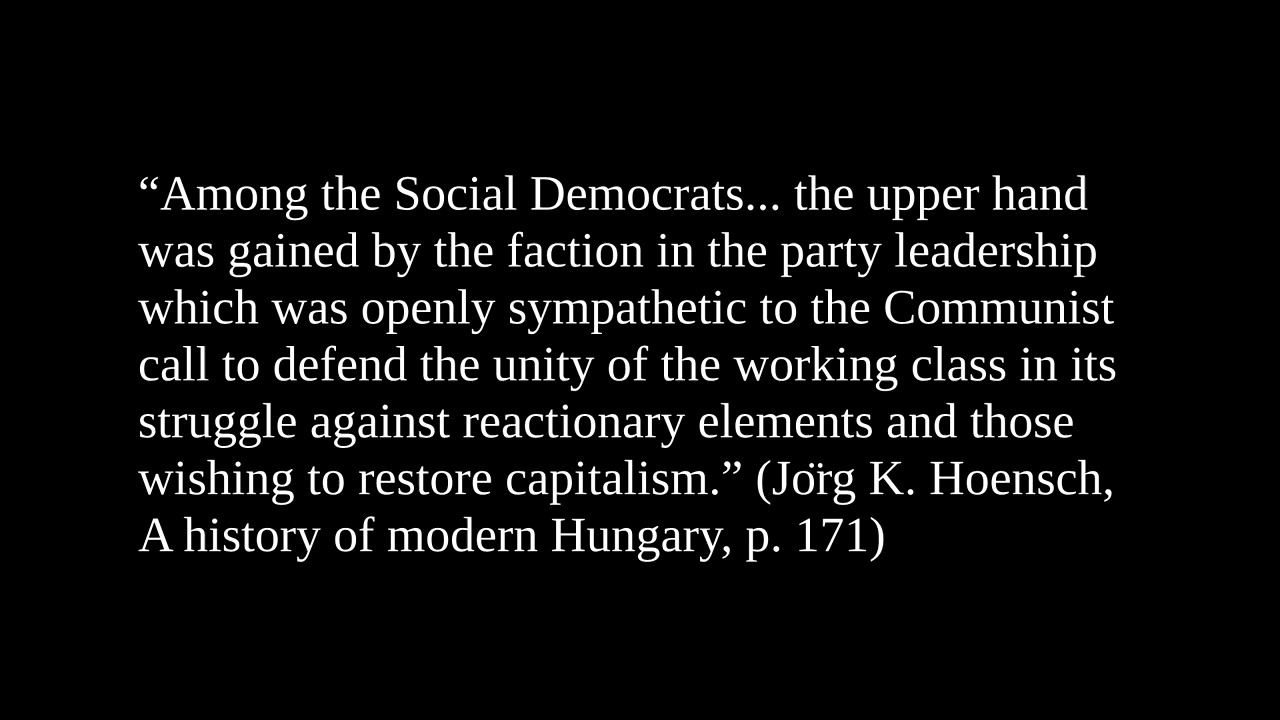 “Among the Social Democrats... the upper hand
was gained by the faction in the party leadership
which was openly sympathetic to the Communist
call to defend the unity of the working class in its
struggle against reactionary elements and those
wishing to restore capitalism.” (Jörg K. Hoensch,
A history of modern Hungary, p. 171)